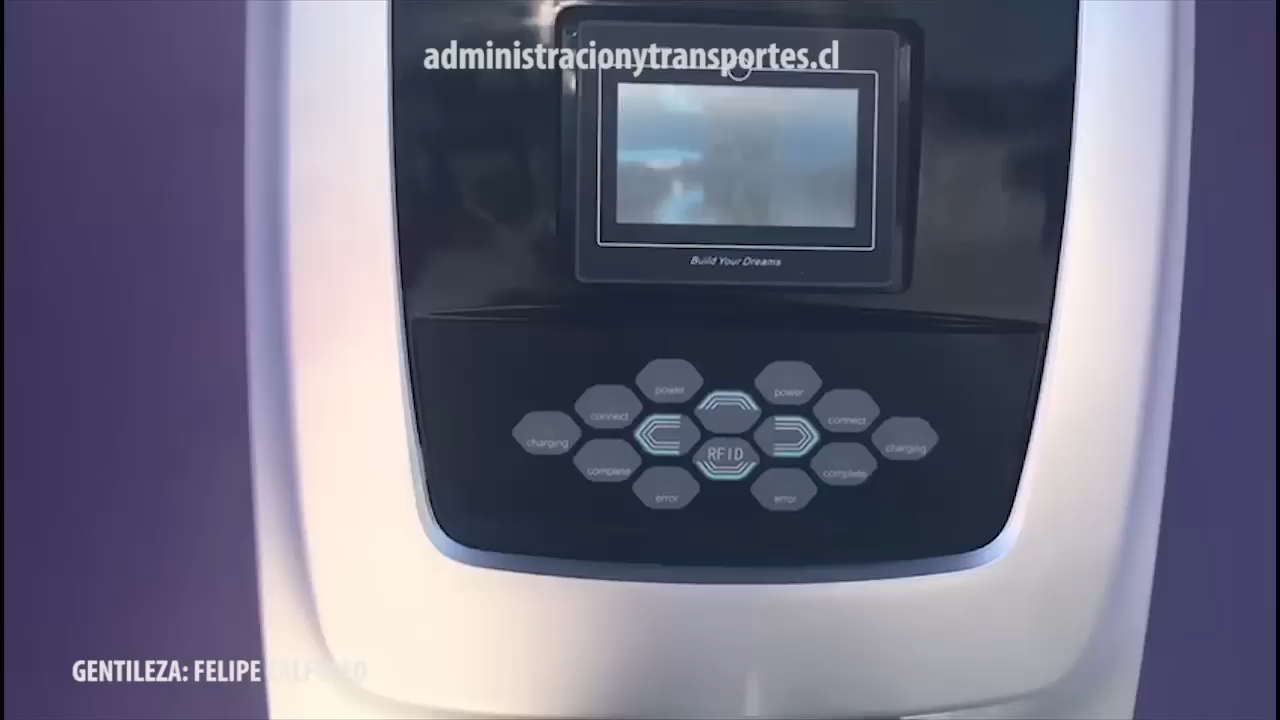 administracionytransportes.cl
Build Your Dreams
power power
connect connect
charging charging
RFID
complete complete
error error
GENTILEZA: FELIPE